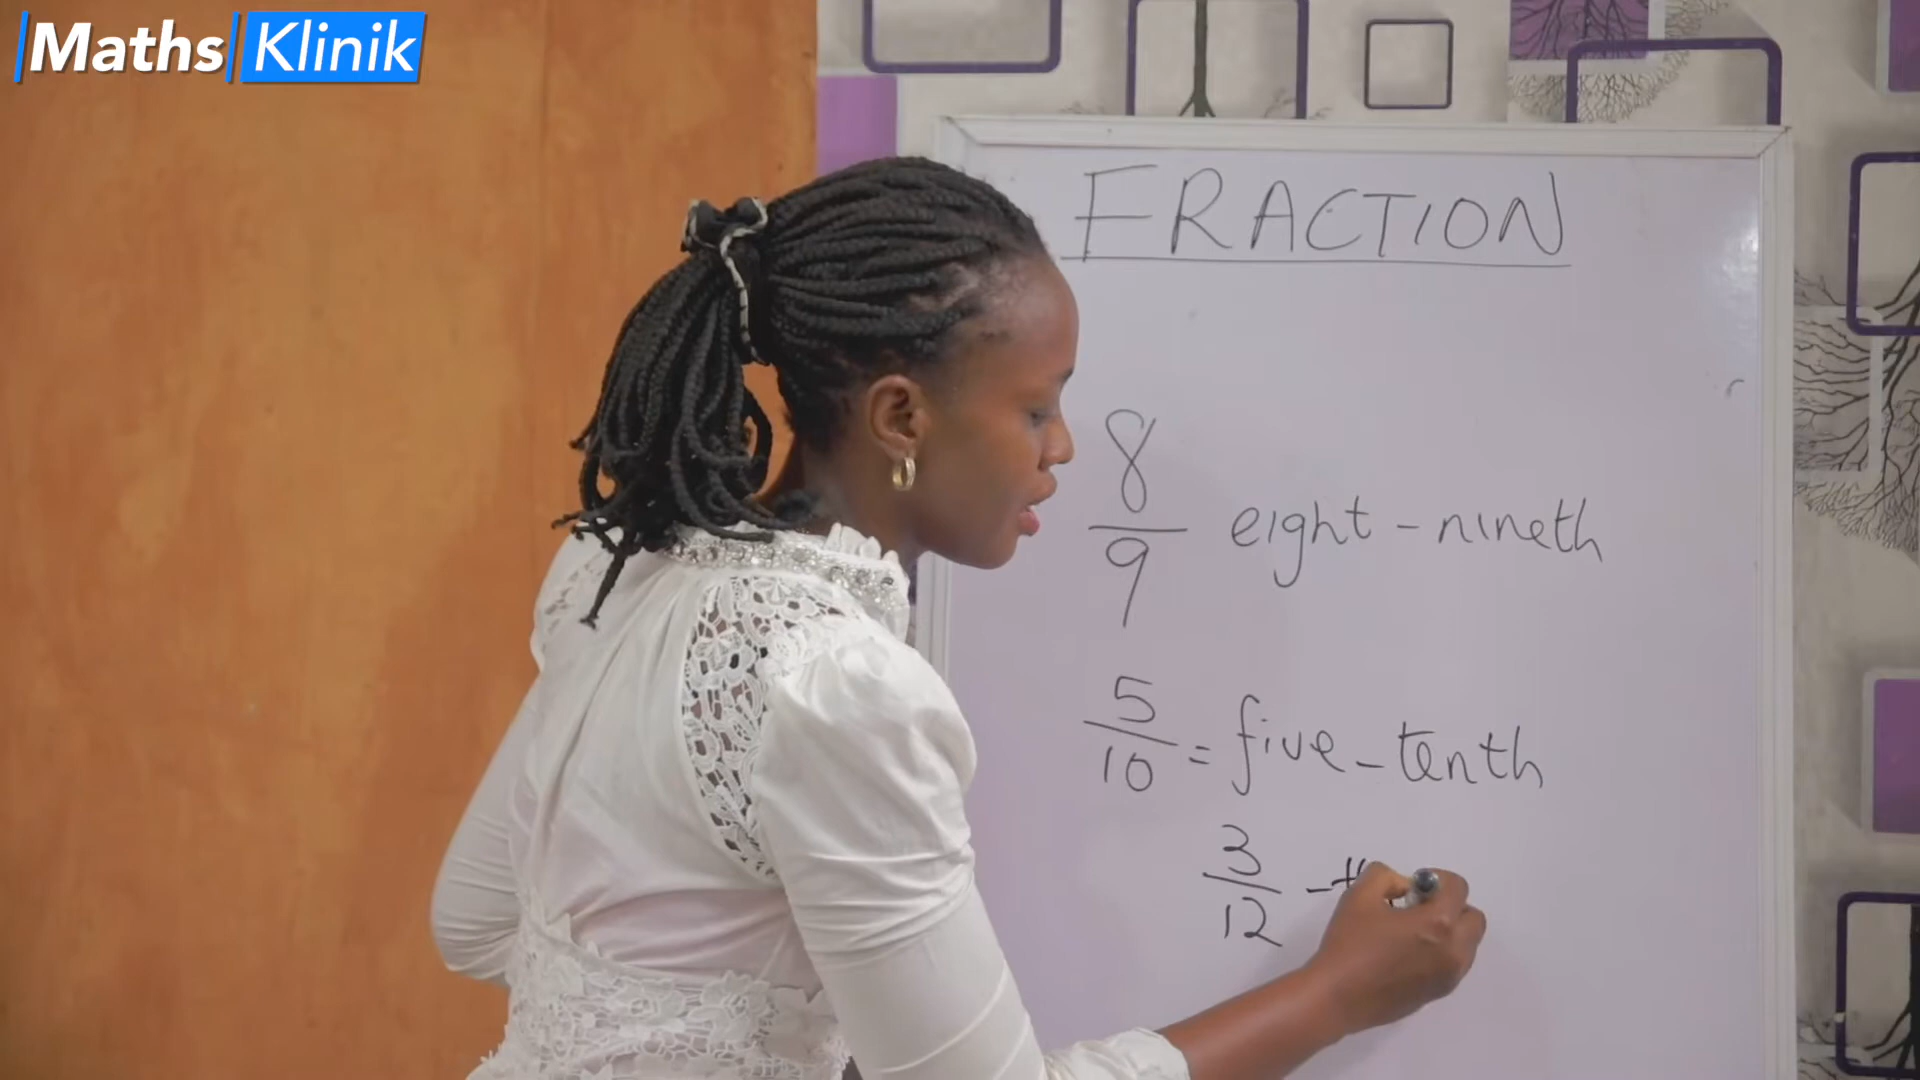 Maths Klinik
FRACTION
8/9 eight - nineth
5/10 = five - tenth
3/12 -